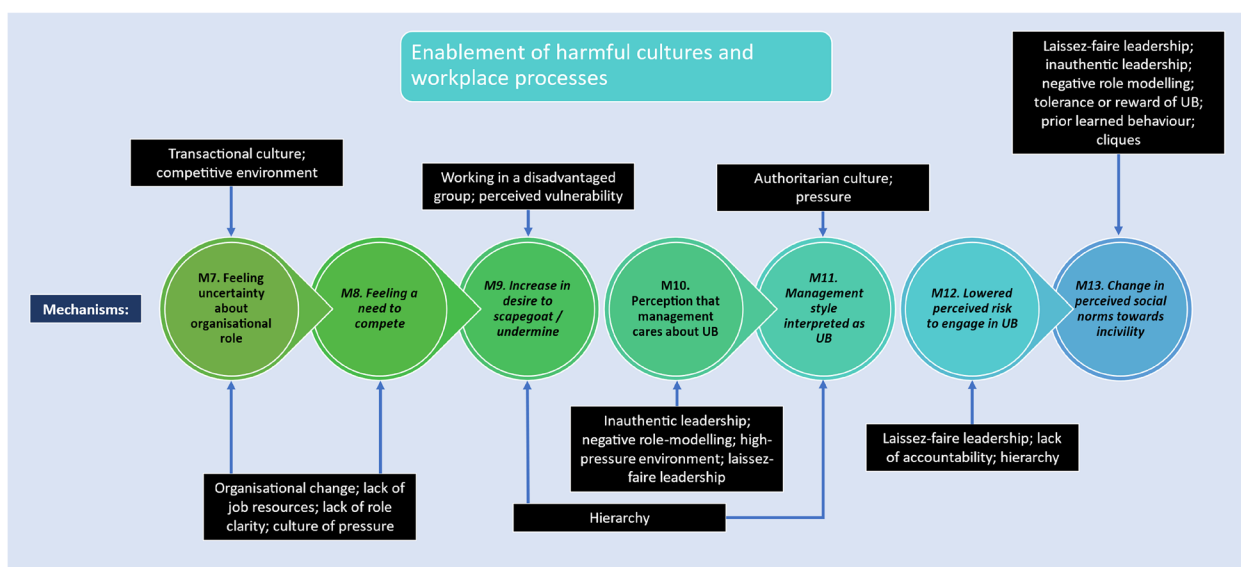 Enablement of harmful cultures and
workplace processes
Laissez-faire leadership;
inauthentic leadership;
negative role modelling;
tolerance or reward of UB;
prior learned behaviour;
cliques
Transactional culture;
competitive environment
Working in a disadvantaged
group; perceived vulnerability
Authoritarian culture;
pressure
Mechanisms:
M7. Feeling
uncertainty
about
organisational
role
M8. Feeling a
need to
compete
M9. Increase in
desire to
scapegoat /
undermine
M10.
Perception that
management
cares about UB
M11.
Management
style
interpreted as
UB
M12. Lowered
perceived risk
to engage in UB
M13. Change in
perceived social
norms towards
incivility
Organisational change; lack of
job resources; lack of role
clarity; culture of pressure
Inauthentic leadership;
negative role-modelling; high-
pressure environment; laissez-
faire leadership
Hierarchy
Laissez-faire leadership; lack
of accountability; hierarchy